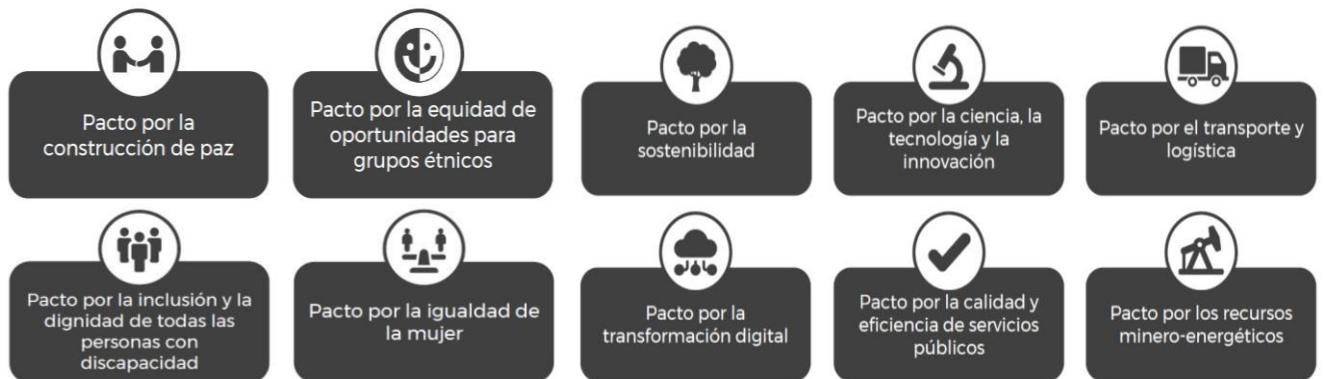 Pacto por la
construcción de paz
Pacto por la equidad de
oportunidades para
grupos étnicos
Pacto por la
sostenibilidad
Pacto por la ciencia, la
tecnología y la
innovación
Pacto por el transporte y
logística
Pacto por la inclusión y la
dignidad de todas las
personas con
discapacidad
Pacto por la igualdad de
la mujer
Pacto por la
transformación digital
Pacto por la calidad y
eficiencia de servicios
públicos
Pacto por los recursos
minero-energéticos